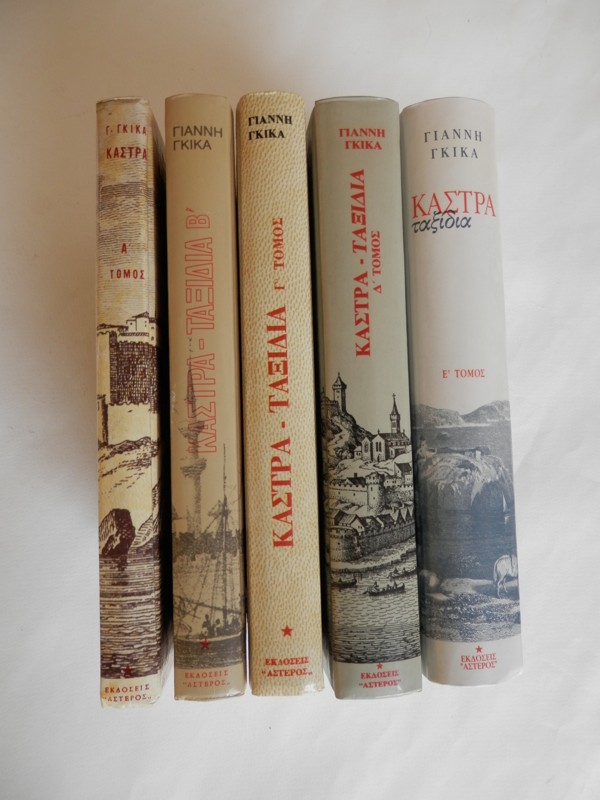 Γ. ΓΚΙΚΑ
ΚΑΣΤΡΑ
Α
ΤΟΜΟΣ
ΕΚΔΟΣΕΙΣ
"ΑΣΤΕΡΟΣ„
ΓΙΑΝΝΗ
ΓΚΙΚΑ
ΚΑΣΤΡΑ - ΤΑΞΙΔΙΑ Β'
ΕΚΔΟΣΕΙΣ
"ΑΣΤΕΡΟΣ„
ΓΙΑΝΝΗ
ΓΚΙΚΑ
ΚΑΣΤΡΑ - ΤΑΞΙΔΙΑ Γ' ΤΟΜΟΣ
ΕΚΔΟΣΕΙΣ
"ΑΣΤΕΡΟΣ„
ΓΙΑΝΝΗ
ΓΚΙΚΑ
ΚΑΣΤΡΑ - ΤΑΞΙΔΙΑ
Δ' ΤΟΜΟΣ
ΕΚΔΟΣΕΙΣ
"ΑΣΤΕΡΟΣ"
ΓΙΑΝΝΗ
ΓΚΙΚΑ
ΚΑΣΤΡΑ
ταξίδια
Ε' ΤΟΜΟΣ
ΕΚΔΟΣΕΙΣ
"ΑΣΤΕΡΟΣ"